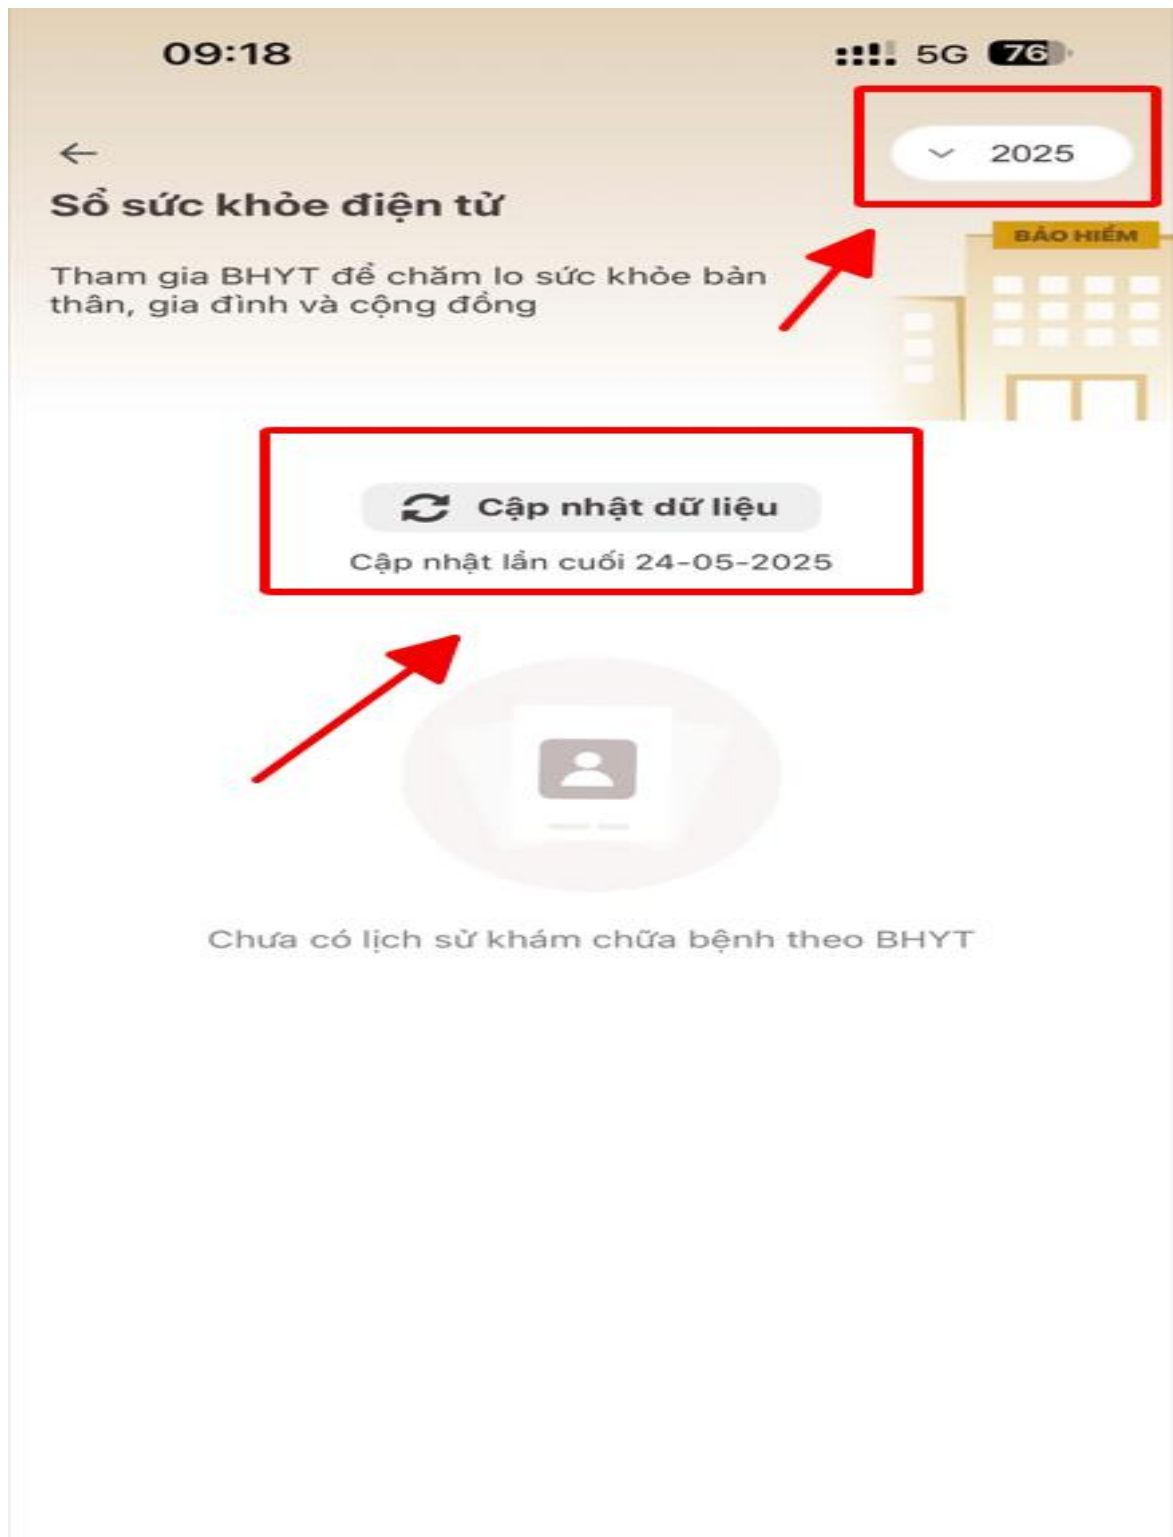 09:18
5G 76
2025
Sổ sức khỏe điện tử
BẢO HIỂM
Tham gia BHYT để chăm lo sức khỏe bản
thân, gia đình và cộng đồng
Cập nhật dữ liệu
Cập nhật lần cuối 24-05-2025
Chưa có lịch sử khám chữa bệnh theo BHYT